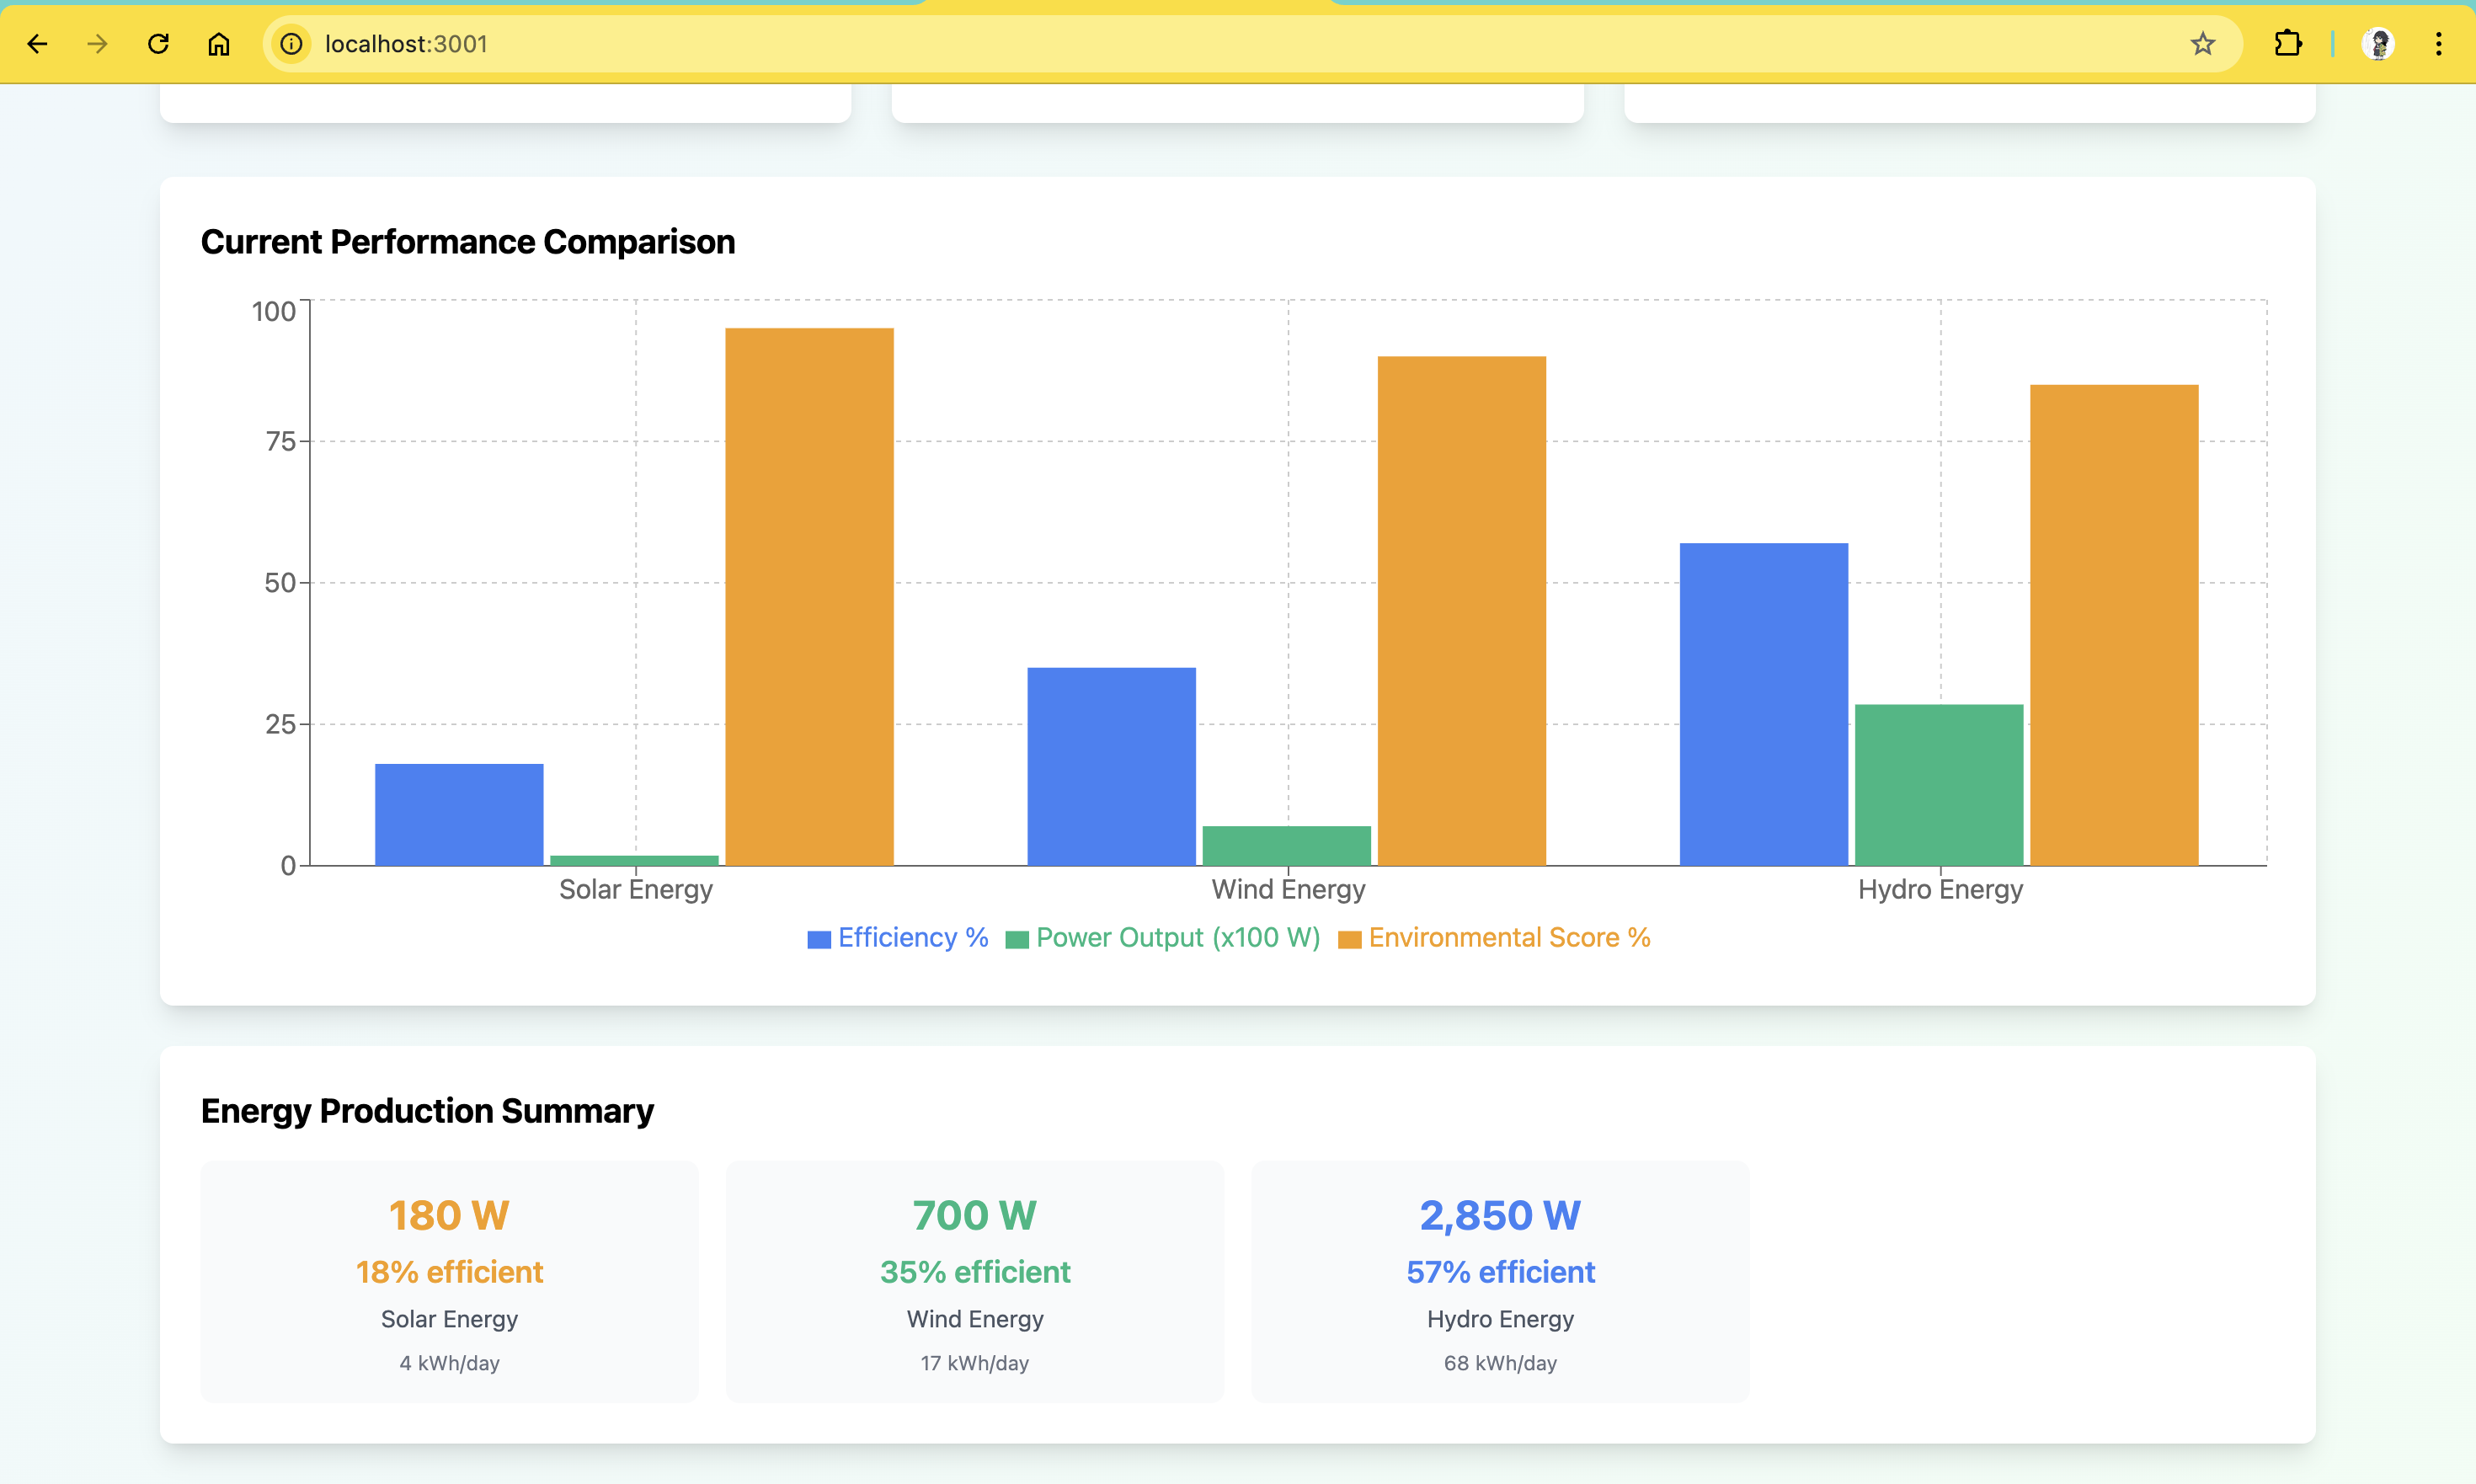 localhost:3001
Current Performance Comparison
100
75
50
25
0
Solar Energy
Wind Energy
Hydro Energy
Efficiency % Power Output (x100 W) Environmental Score %
Energy Production Summary
180 W
18% efficient
Solar Energy
4 kWh/day
700 W
35% efficient
Wind Energy
17 kWh/day
2,850 W
57% efficient
Hydro Energy
68 kWh/day